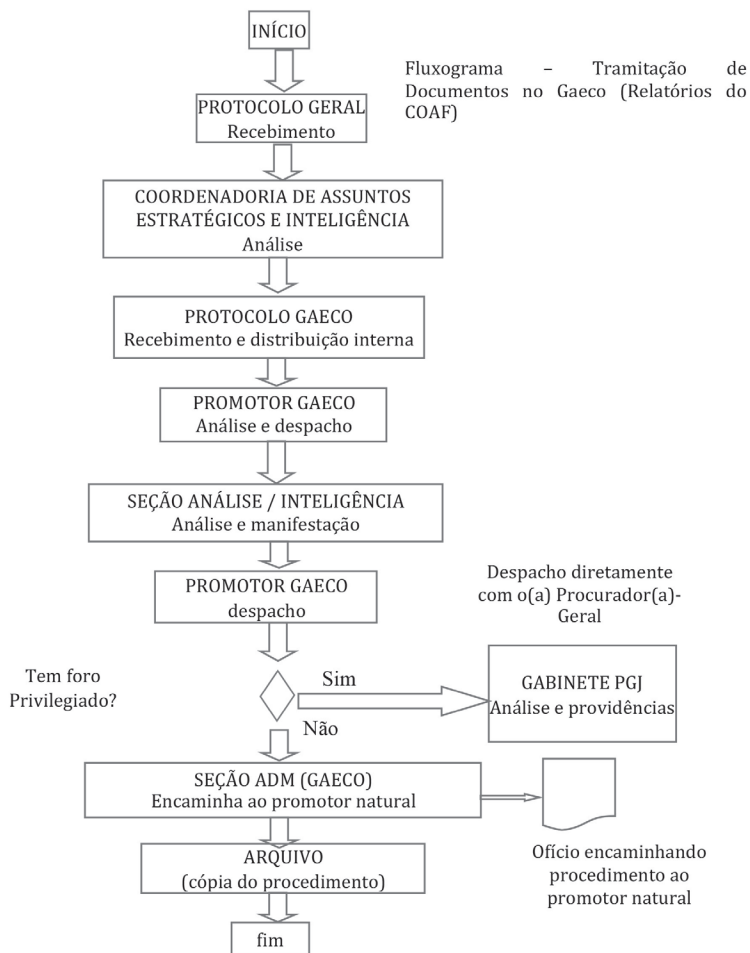 INÍCIO
Fluxograma – Tramitação de
Documentos no Gaeco (Relatórios do
COAF)
PROTOCOLO GERAL
Recebimento
COORDENADORIA DE ASSUNTOS
ESTRATÉGICOS E INTELIGÊNCIA
Análise
PROTOCOLO GAECO
Recebimento e distribuição interna
PROMOTOR GAECO
Análise e despacho
SEÇÃO ANÁLISE / INTELIGÊNCIA
Análise e manifestação
PROMOTOR GAECO
despacho
Despacho diretamente
com o(a) Procurador(a)-
Geral
Tem foro
Privilegiado?
Sim
GABINETE PGJ
Análise e providências
Não
SEÇÃO ADM (GAECO)
Encaminha ao promotor natural
ARQUIVO
(cópia do procedimento)
Ofício encaminhando
procedimento ao
promotor natural
fim